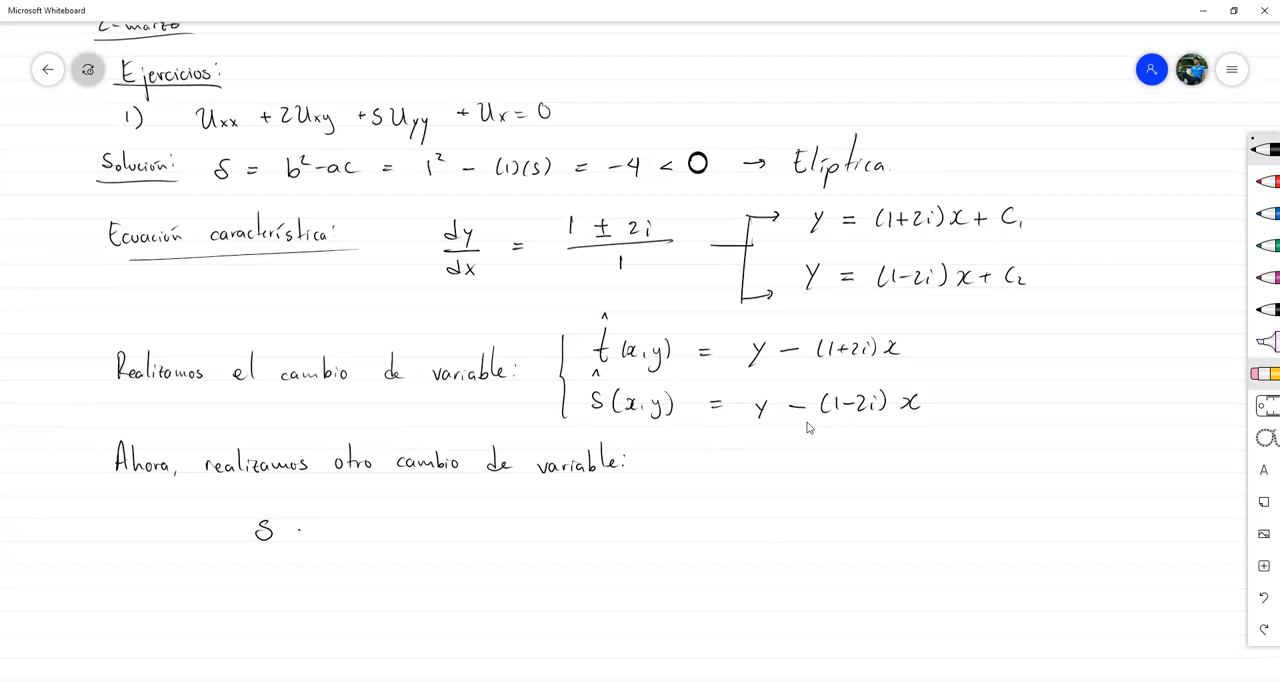 Microsoft Whiteboard
2-marzo
Ejercicios:
1) Uxx + 2Uxy + 5Uyy + Ux = 0
Solución: δ = b² - ac = 1² - (1)(5) = -4 < 0 → Elíptica.
Ecuación característica: dy/dx = (1 ± 2i)/1
y = (1+2i)x + C₁
y = (1-2i)x + C₂
Realizamos el cambio de variable:
t̂(x,y) = y - (1+2i)x
ŝ(x,y) = y - (1-2i)x
Ahora, realizamos otro cambio de variable:
S
A